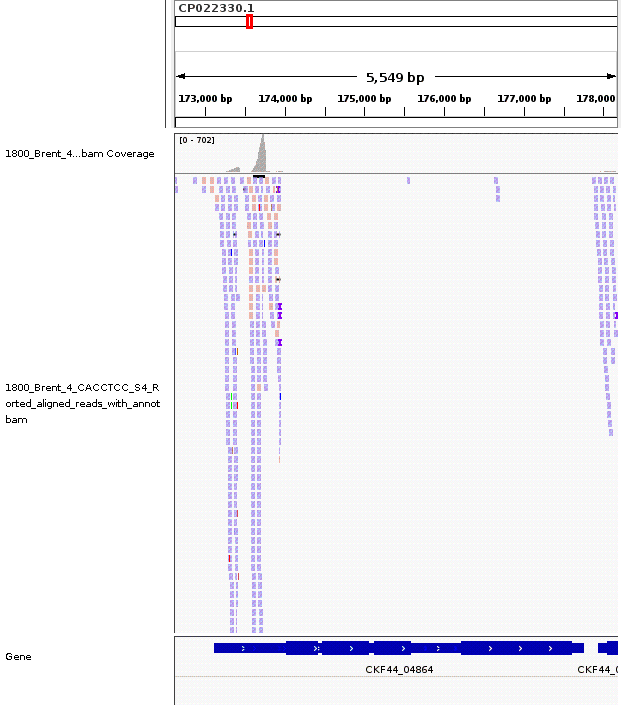 CP022330.1
5,549 bp
173,000 bp 174,000 bp 175,000 bp 176,000 bp 177,000 bp 178,000
[0 - 702]
1800_Brent_4...bam Coverage
1800_Brent_4_CACCTCC_S4_R
orted_aligned_reads_with_annot
bam
Gene
CKF44_04864
CKF44_0